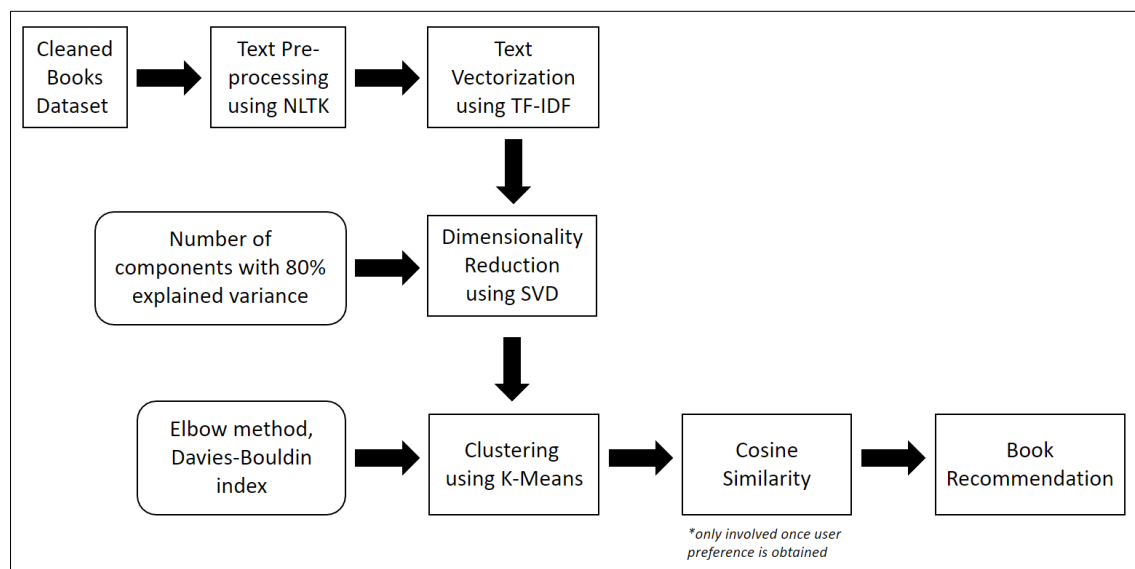 Cleaned
Books
Dataset
Text Pre-
processing
using NLTK
Text
Vectorization
using TF-IDF
Number of
components with 80%
explained variance
Dimensionality
Reduction
using SVD
Elbow method,
Davies-Bouldin
index
Clustering
using K-Means
Cosine
Similarity
*only involved once user
preference is obtained
Book
Recommendation